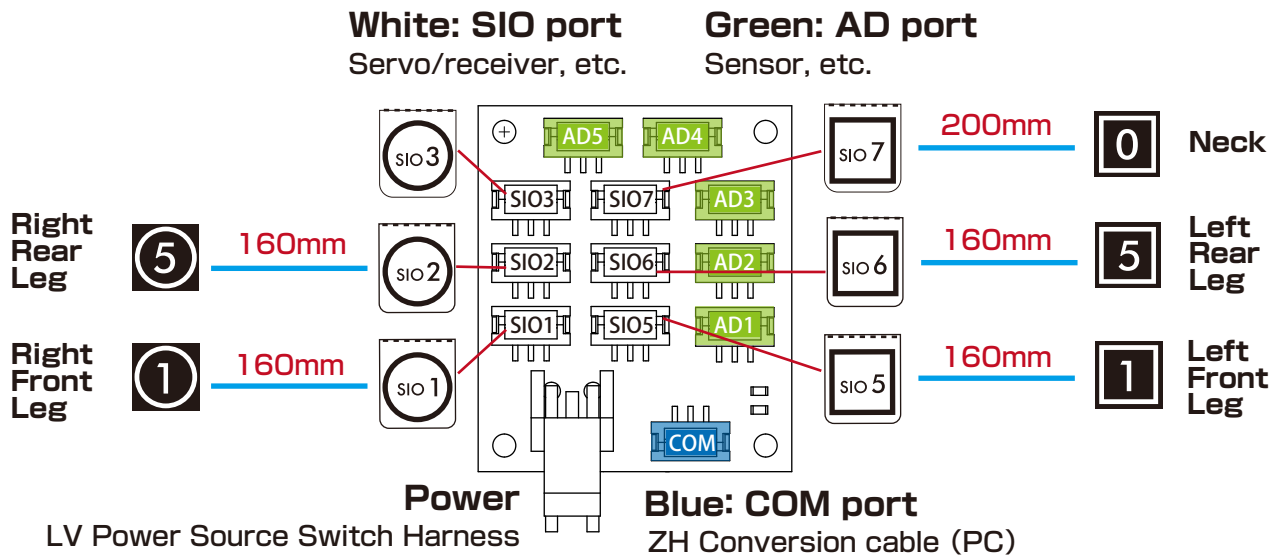 White: SIO port
Servo/receiver, etc.
Green: AD port
Sensor, etc.
SIO 3
AD5
AD4
SIO 7
200mm
0
Neck
SIO3
SIO7
AD3
Right
Rear
Leg
5
160mm
SIO 2
SIO2
SIO6
AD2
SIO 6
160mm
5
Left
Rear
Leg
Right
Front
Leg
1
160mm
SIO 1
SIO1
SIO5
AD1
SIO 5
160mm
1
Left
Front
Leg
COM
Power
LV Power Source Switch Harness
Blue: COM port
ZH Conversion cable (PC)